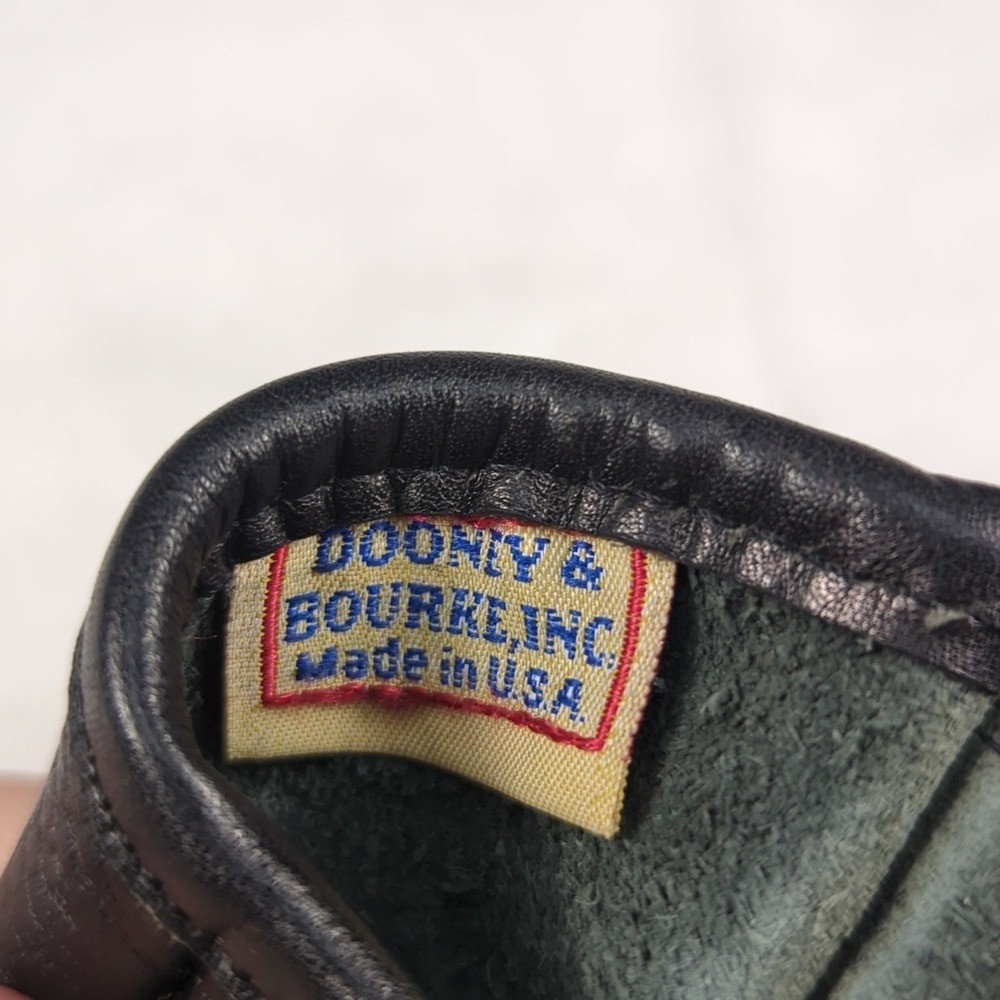 DOONEY &
BOURKE, INC.
Made in U.S.A.